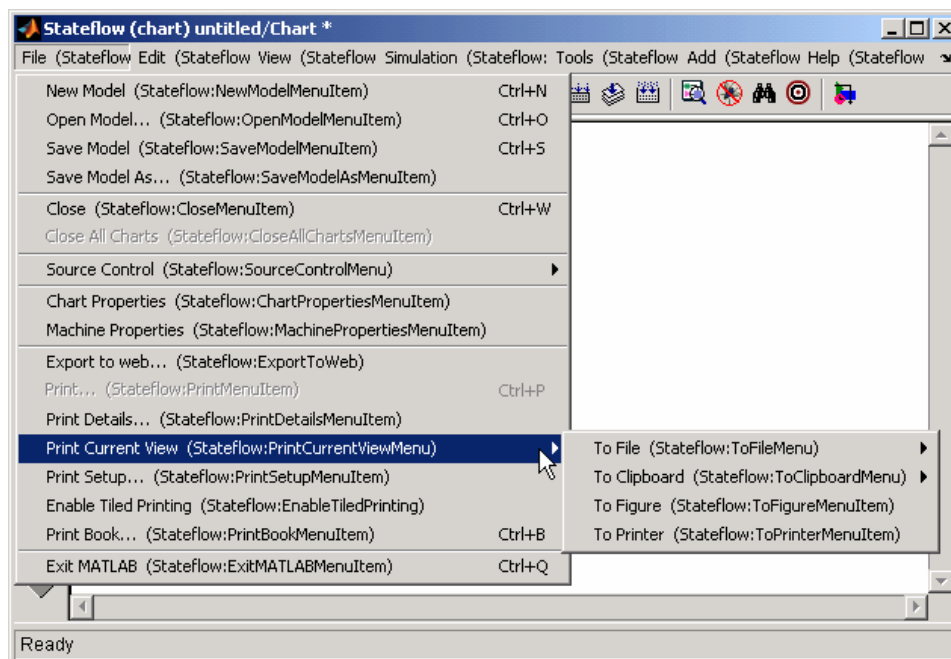 Stateflow (chart) untitled/Chart *
File (Stateflow Edit (Stateflow View (Stateflow Simulation (Stateflow: Tools (Stateflow Add (Stateflow Help (Stateflow
New Model (Stateflow:NewModelMenuItem) Ctrl+N
Open Model... (Stateflow:OpenModelMenuItem) Ctrl+O
Save Model (Stateflow:SaveModelMenuItem) Ctrl+S
Save Model As... (Stateflow:SaveModelAsMenuItem)
Close (Stateflow:CloseMenuItem) Ctrl+W
Close All Charts (Stateflow:CloseAllChartsMenuItem)
Source Control (Stateflow:SourceControlMenu)
Chart Properties (Stateflow:ChartPropertiesMenuItem)
Machine Properties (Stateflow:MachinePropertiesMenuItem)
Export to web... (Stateflow:ExportToWeb)
Print... (Stateflow:PrintMenuItem) Ctrl+P
Print Details... (Stateflow:PrintDetailsMenuItem)
Print Current View (Stateflow:PrintCurrentViewMenu) To File (Stateflow:ToFileMenu)
Print Setup... (Stateflow:PrintSetupMenuItem) To Clipboard (Stateflow:ToClipboardMenu)
Enable Tiled Printing (Stateflow:EnableTiledPrinting) To Figure (Stateflow:ToFigureMenuItem)
Print Book... (Stateflow:PrintBookMenuItem) Ctrl+B To Printer (Stateflow:ToPrinterMenuItem)
Exit MATLAB (Stateflow:ExitMATLABMenuItem) Ctrl+Q
Ready